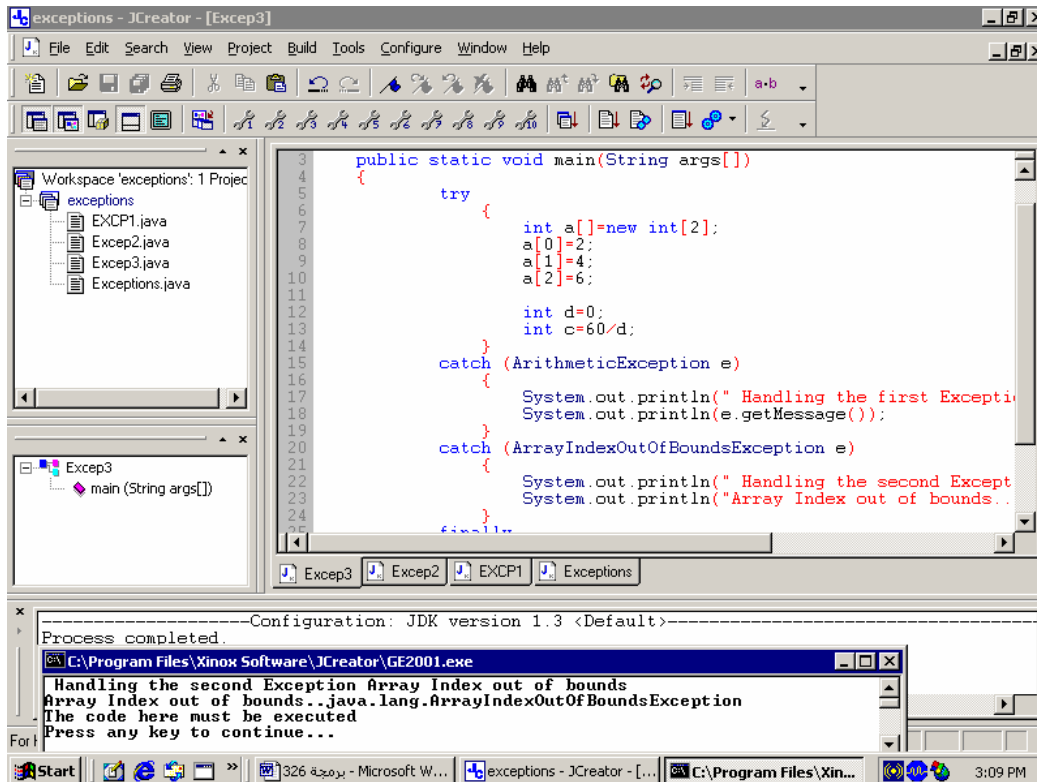 exceptions - JCreator - [Excep3]
File Edit Search View Project Build Tools Configure Window Help
a·b
Workspace 'exceptions': 1 Projec
exceptions
EXCP1.java
Excep2.java
Excep3.java
Exceptions.java
Excep3
main (String args[])
3 public static void main(String args[])
4 {
5 try
6 {
7 int a[]=new int[2];
8 a[0]=2;
9 a[1]=4;
10 a[2]=6;
11
12 int d=0;
13 int c=60/d;
14 }
15 catch (ArithmeticException e)
16 {
17 System.out.println(" Handling the first Excepti
18 System.out.println(e.getMessage());
19 }
20 catch (ArrayIndexOutOfBoundsException e)
21 {
22 System.out.println(" Handling the second Except
23 System.out.println("Array Index out of bounds..
24 }
25 finally
Excep3 Excep2 EXCP1 Exceptions
--------------------Configuration: JDK version 1.3 <Default>--------------------
Process completed.
C:\Program Files\Xinox Software\JCreator\GE2001.exe
Handling the second Exception Array Index out of bounds
Array Index out of bounds..java.lang.ArrayIndexOutOfBoundsException
The code here must be executed
Press any key to continue...
For
Start » برمجة 326 - Microsoft W... exceptions - JCreator - [... C:\Program Files\Xin... 3:09 PM